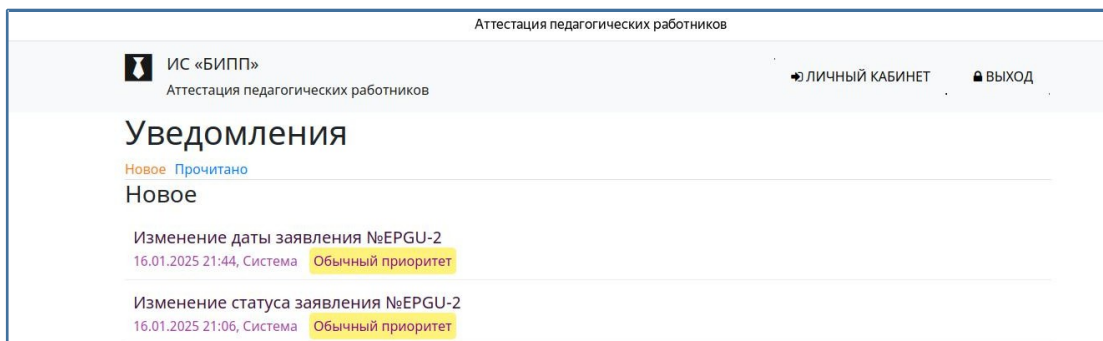 Аттестация педагогических работников
ИС «БИПП»
Аттестация педагогических работников
ЛИЧНЫЙ КАБИНЕТ ВЫХОД
Уведомления
Новое Прочитано
Новое
Изменение даты заявления №EPGU-2
16.01.2025 21:44, Система Обычный приоритет
Изменение статуса заявления №EPGU-2
16.01.2025 21:06, Система Обычный приоритет